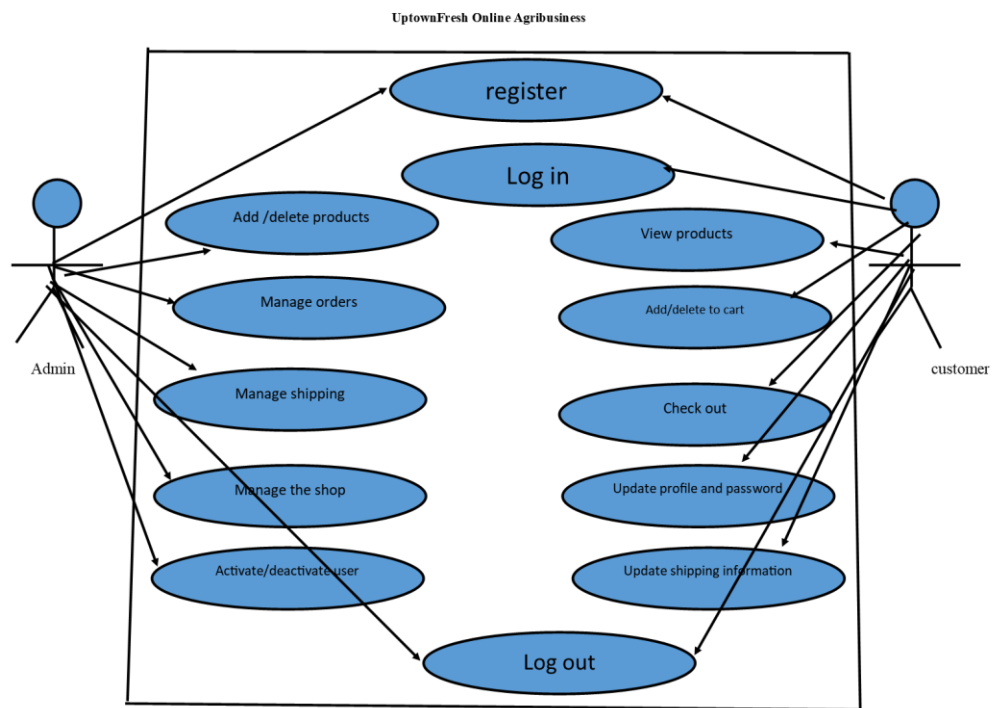 UptownFresh Online Agribusiness
register
Log in
Add /delete products
View products
Manage orders
Add/delete to cart
Admin
customer
Manage shipping
Check out
Manage the shop
Update profile and password
Activate/deactivate user
Update shipping information
Log out